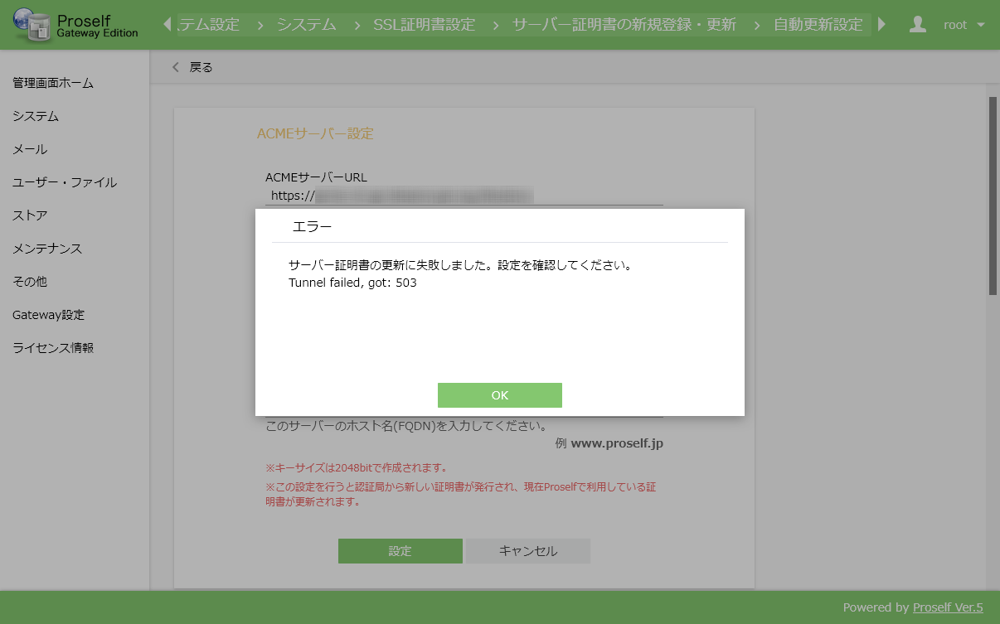 Proself
Gateway Edition
テム設定 › システム › SSL証明書設定 › サーバー証明書の新規登録・更新 › 自動更新設定
root
戻る
管理画面ホーム
システム
メール
ユーザー・ファイル
ストア
メンテナンス
その他
Gateway設定
ライセンス情報
ACMEサーバー設定
ACMEサーバーURL
https://
エラー
サーバー証明書の更新に失敗しました。設定を確認してください。
Tunnel failed, got: 503
OK
このサーバーのホスト名(FQDN)を入力してください。
例 www.proself.jp
※キーサイズは2048bitで作成されます。
※この設定を行うと認証局から新しい証明書が発行され、現在Proselfで利用している証
明書が更新されます。
設定
キャンセル
Powered by Proself Ver.5